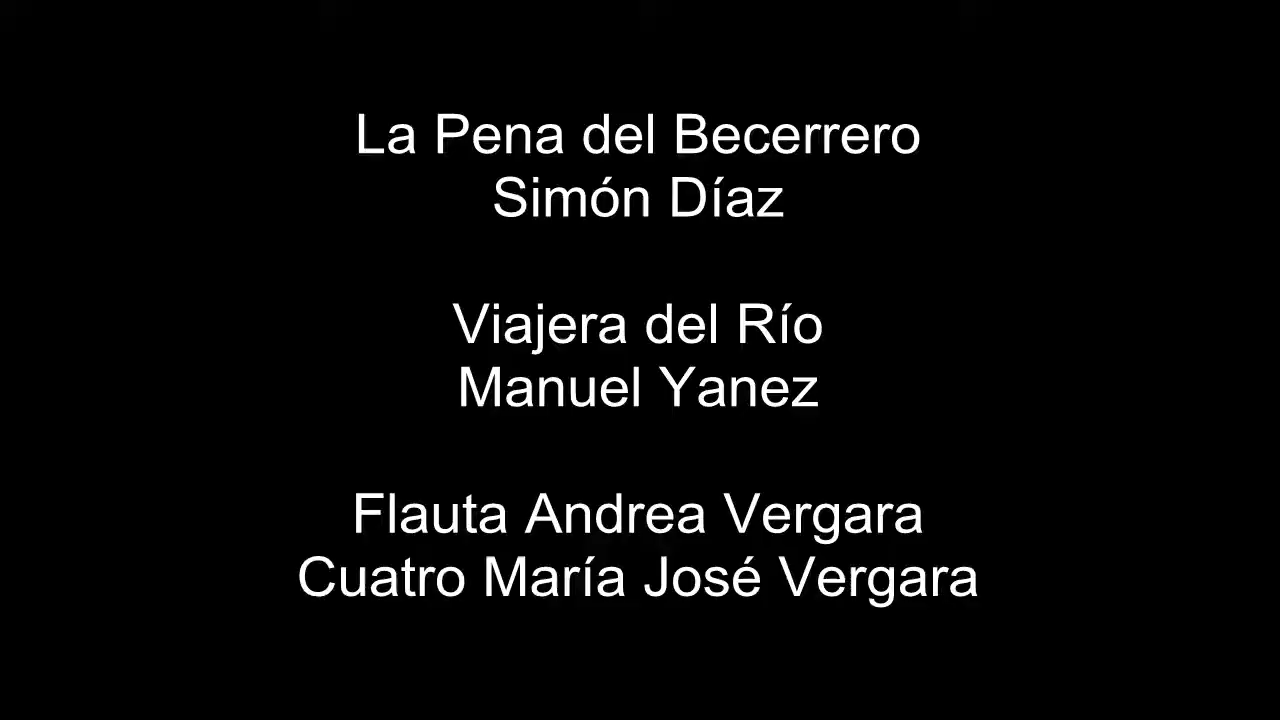 La Pena del Becerrero
Simón Díaz
Viajera del Río
Manuel Yanez
Flauta Andrea Vergara
Cuatro María José Vergara